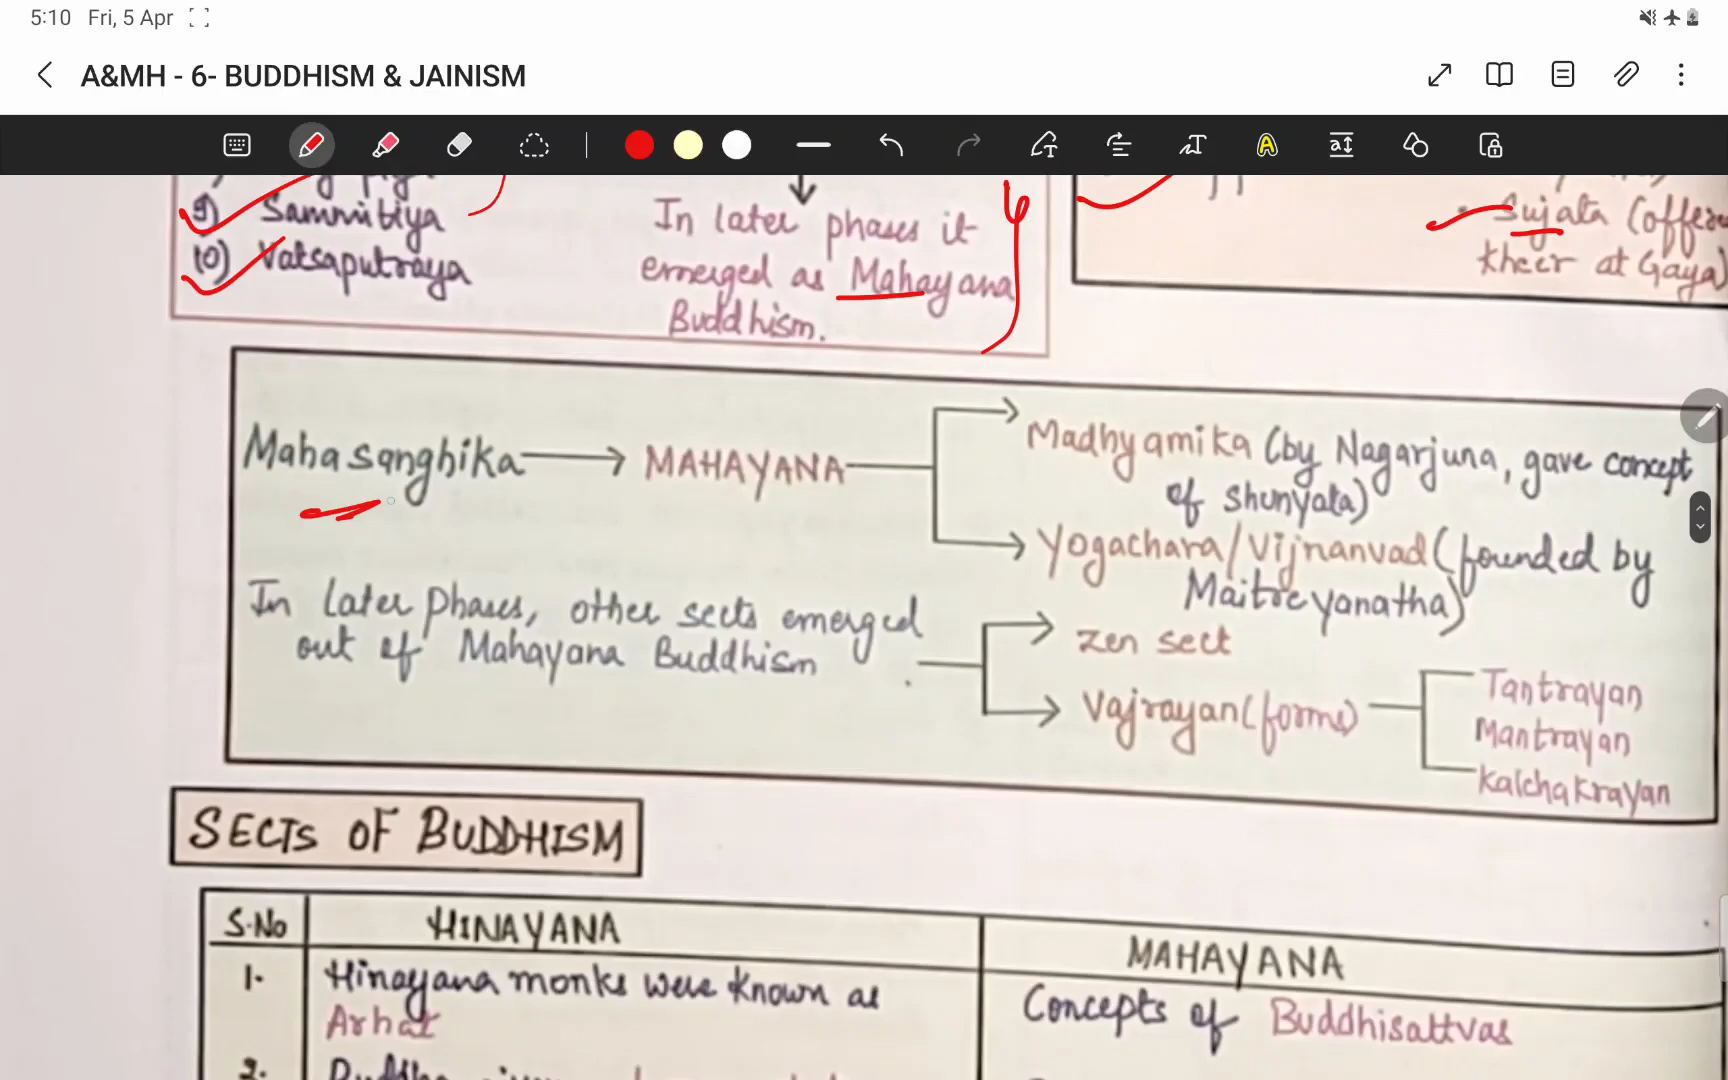 5:10 Fri, 5 Apr
A&MH - 6- BUDDHISM & JAINISM
9) Sammitiya
10) Vatsaputraya
In later phases it
emerged as Mahayana
Buddhism.
Sujata (offer
kheer at Gaya)
Mahasanghika
MAHAYANA
Madhyamika (by Nagarjuna, gave concept
of Shunyata)
Yogachara/Vijnanvad (founded by
Maitreyanatha)
In later phases, other sects emerged
out of Mahayana Buddhism
Zen sect
Vajrayan (forms)
Tantrayan
Mantrayan
Kalchakrayan
SECTS OF BUDDHISM
S.No
HINAYANA
MAHAYANA
1.
Hinayana monks were known as
Arhat
Concepts of Buddhisattvas
2.